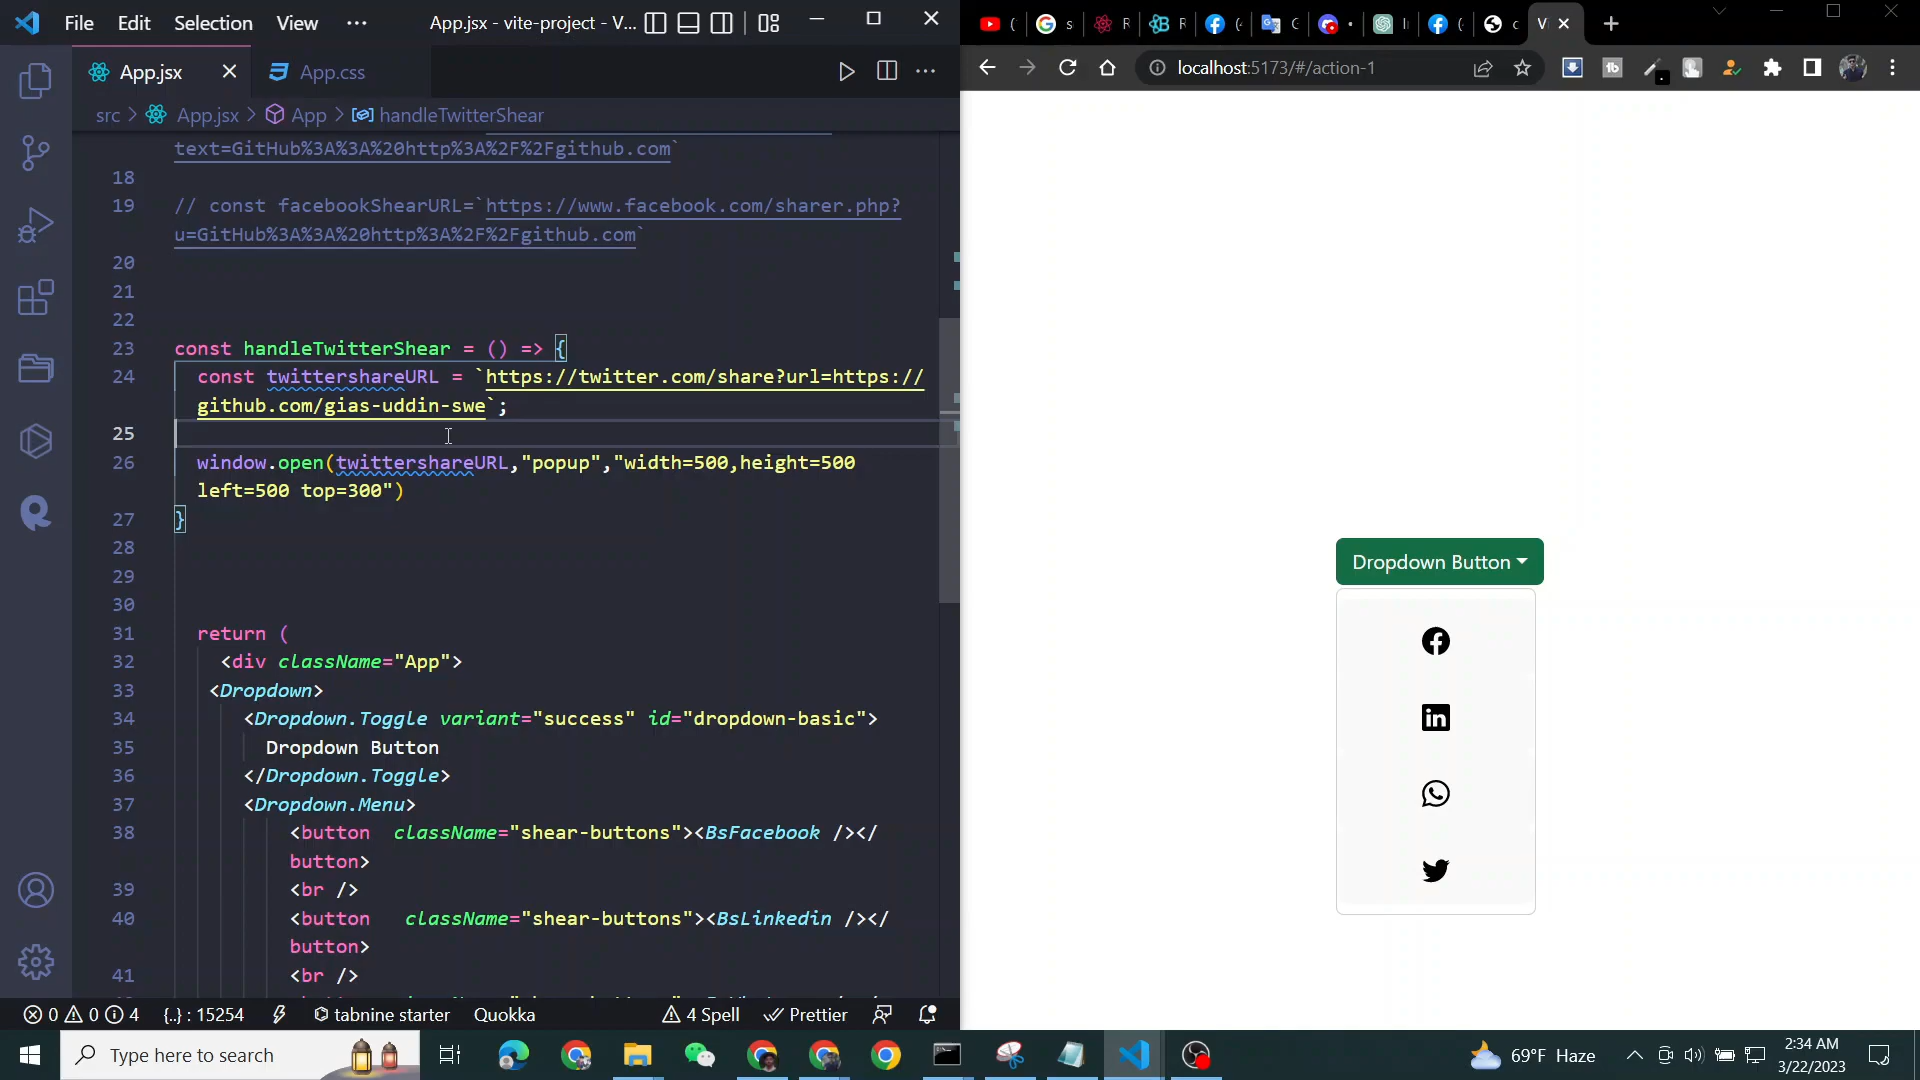 File Edit Selection View ··· App.jsx - vite-project - V...
App.jsx App.css
src > App.jsx > App > handleTwitterShear
text=GitHub%3A%3A%20http%3A%2F%2Fgithub.com`
18
19 // const facebookShearURL=`https://www.facebook.com/sharer.php?
u=GitHub%3A%3A%20http%3A%2F%2Fgithub.com`
20
21
22
23 const handleTwitterShear = () => {
24 const twittershareURL = `https://twitter.com/share?url=https://
github.com/gias-uddin-swe`;
25
26 window.open(twittershareURL,"popup","width=500,height=500
left=500 top=300")
27 }
28
29
30
31 return (
32 <div className="App">
33 <Dropdown>
34 <Dropdown.Toggle variant="success" id="dropdown-basic">
35 Dropdown Button
36 </Dropdown.Toggle>
37 <Dropdown.Menu>
38 <button className="shear-buttons"><BsFacebook /></
button>
39 <br />
40 <button className="shear-buttons"><BsLinkedin /></
button>
41 <br />
0 0 4 {..} : 15254 tabnine starter Quokka 4 Spell Prettier
localhost:5173/#/action-1
Dropdown Button
Type here to search
69°F Haze
2:34 AM
3/22/2023